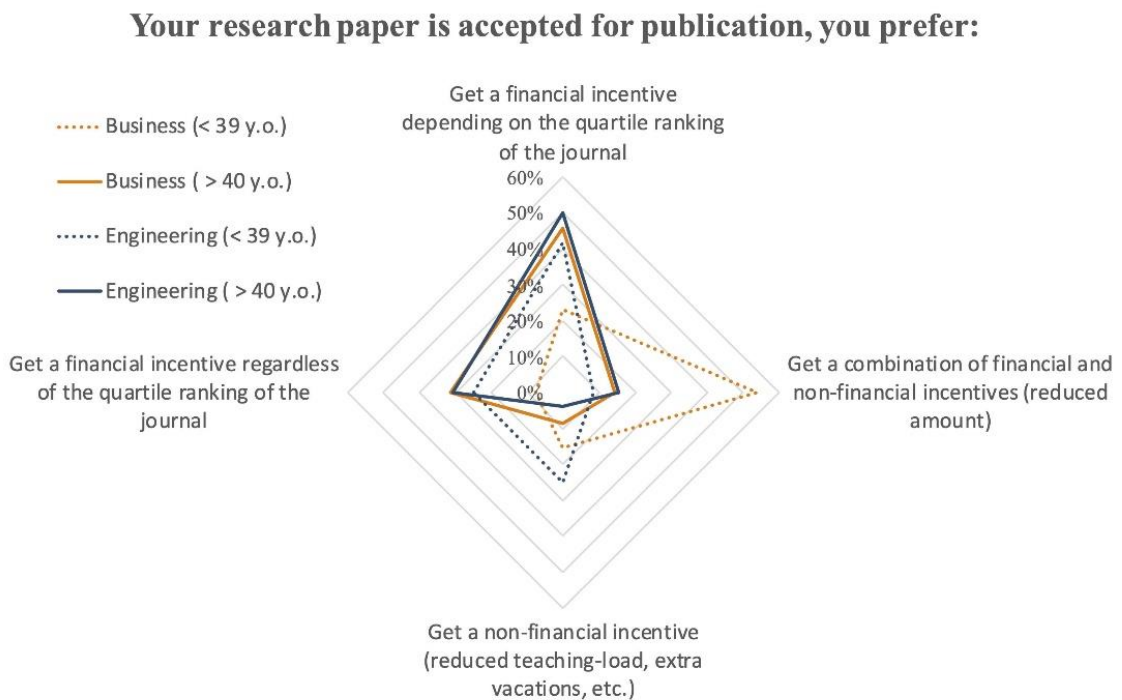 Your research paper is accepted for publication, you prefer:
Get a financial incentive
depending on the quartile ranking
of the journal
Business (< 39 y.o.)
Business ( > 40 y.o.)
Engineering (< 39 y.o.)
Engineering ( > 40 y.o.)
60%
50%
40%
30%
20%
10%
0%
Get a financial incentive regardless
of the quartile ranking of the
journal
Get a combination of financial and
non-financial incentives (reduced
amount)
Get a non-financial incentive
(reduced teaching-load, extra
vacations, etc.)